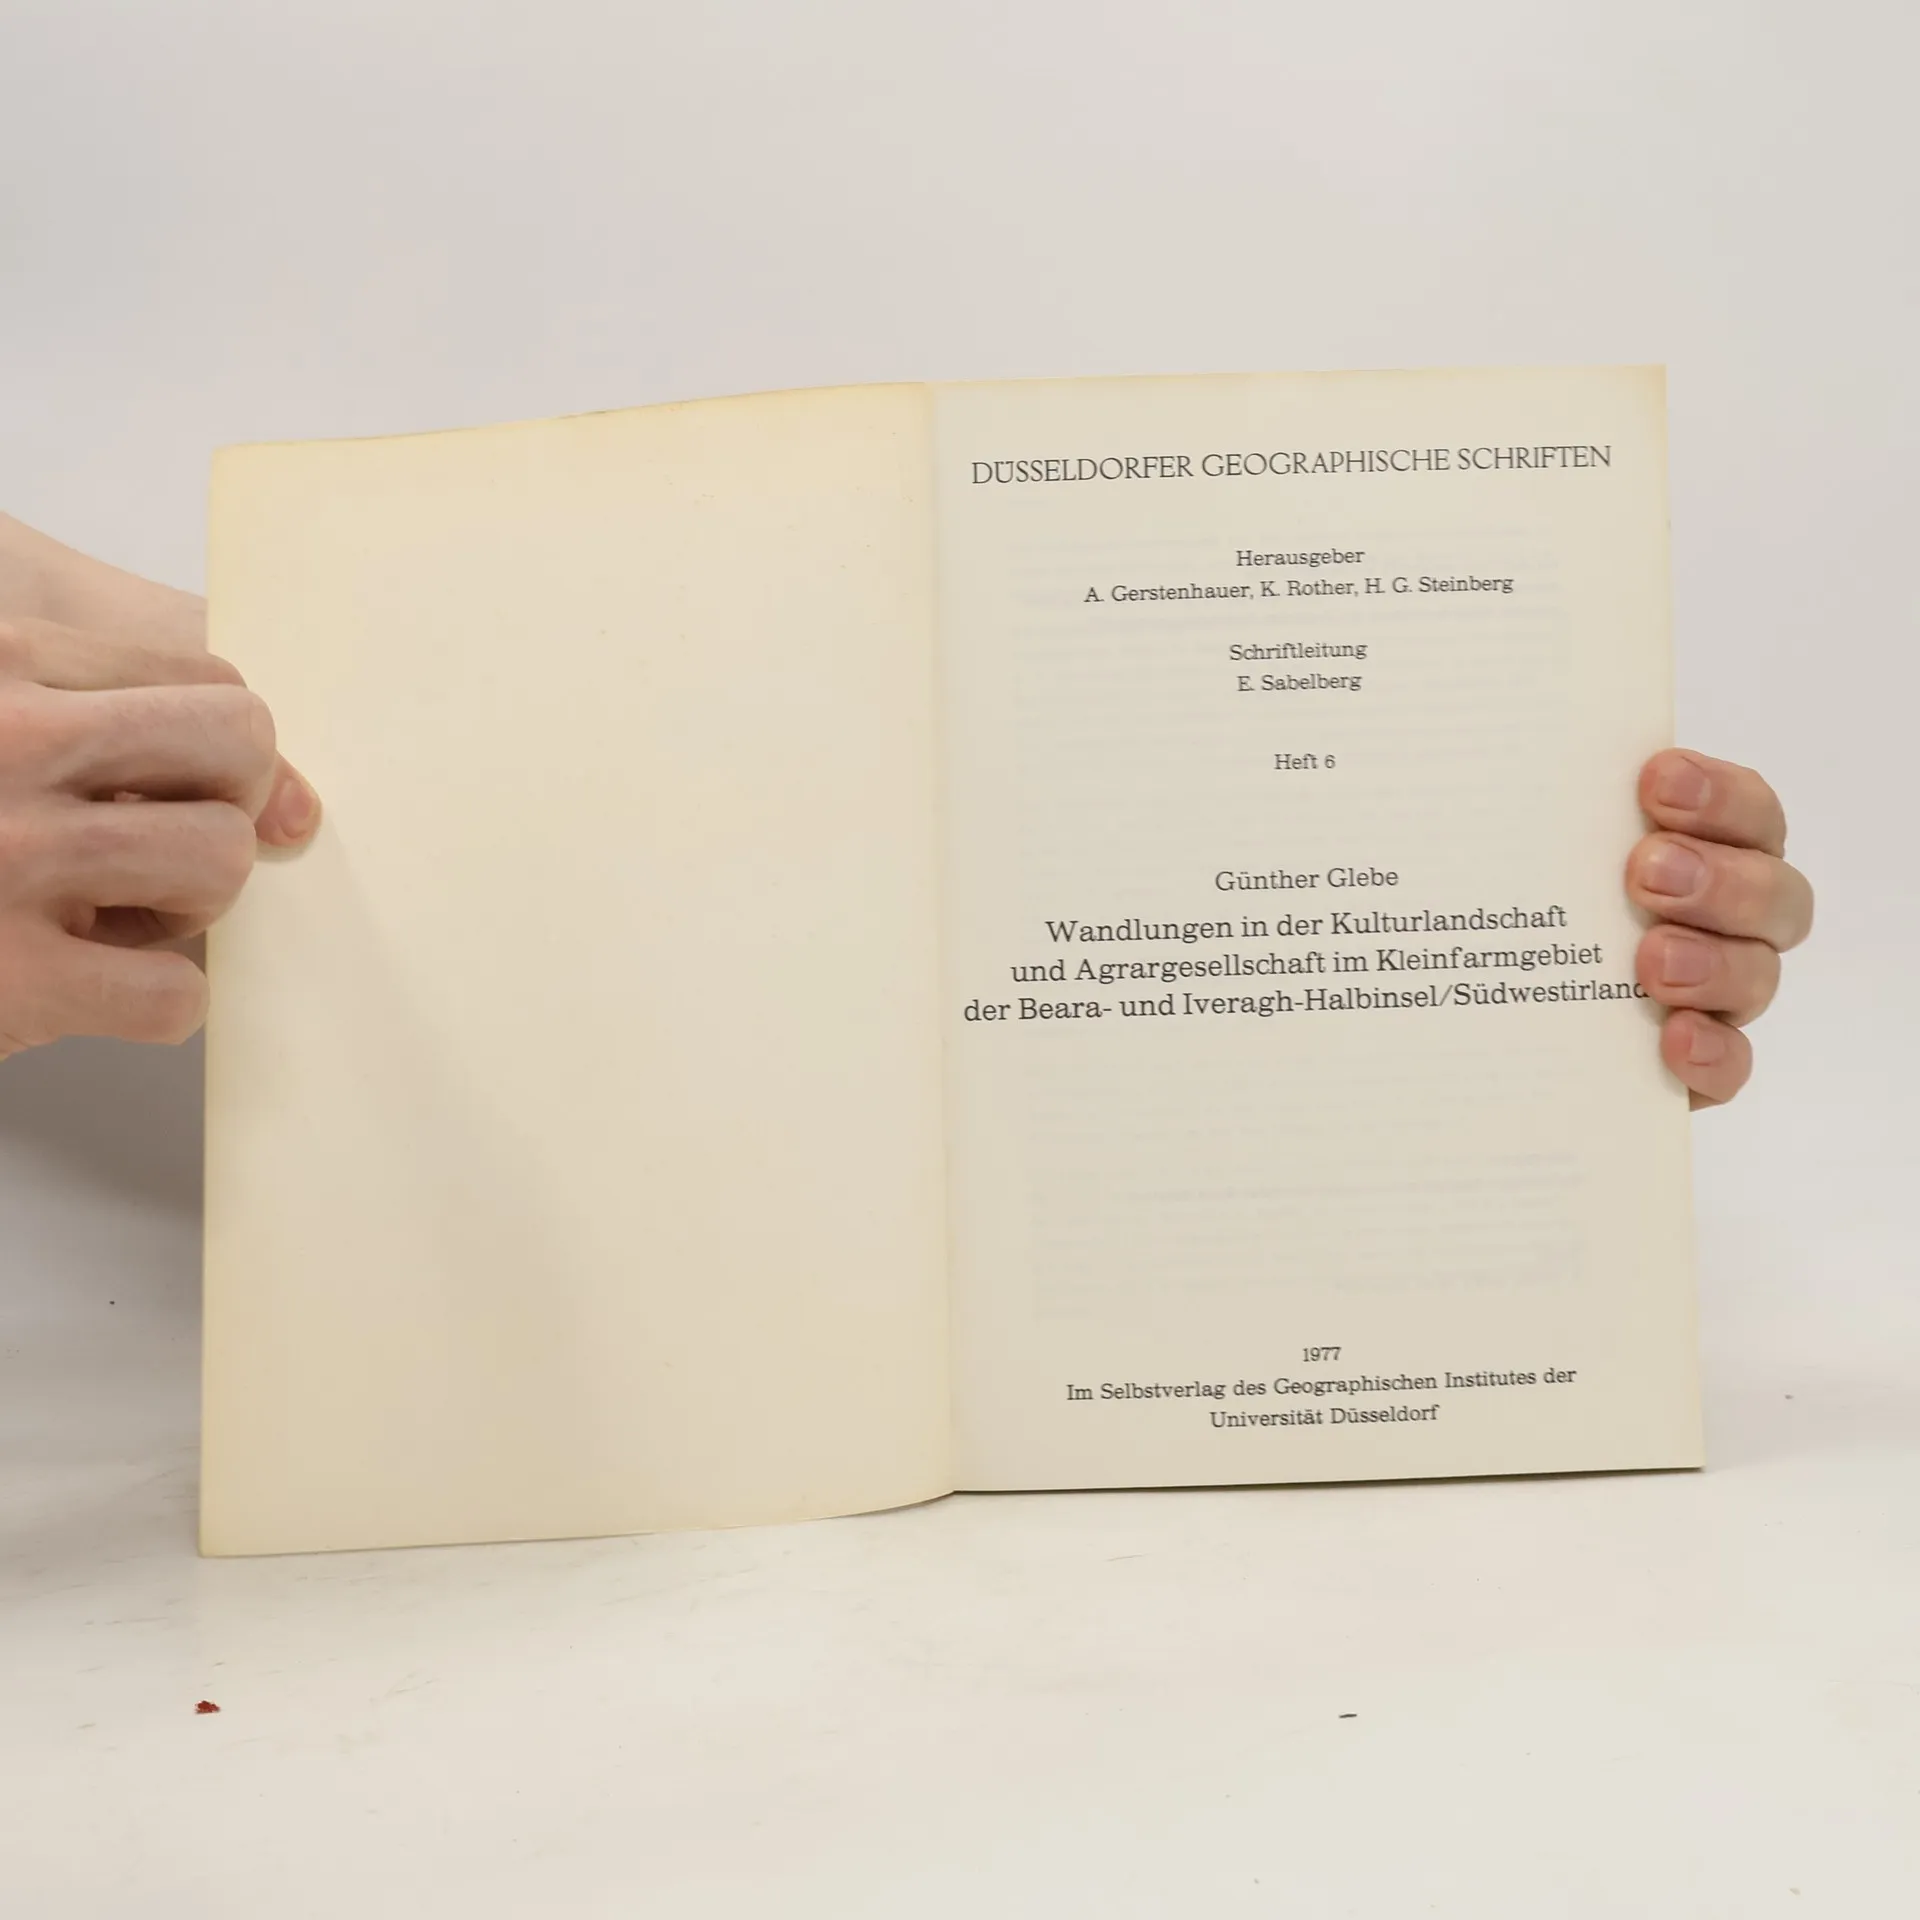 DÜSSELDORFER GEOGRAPHISCHE SCHRIFTEN
Herausgeber
A. Gerstenhauer, K. Rother, H. G. Steinberg
Schriftleitung
E. Sabelberg
Heft 6
Günther Glebe
Wandlungen in der Kulturlandschaft
und Agrargesellschaft im Kleinfarmgebiet
der Beara- und Iveragh-Halbinsel/Südwestirland
1977
Im Selbstverlag des Geographischen Institutes der
Universität Düsseldorf